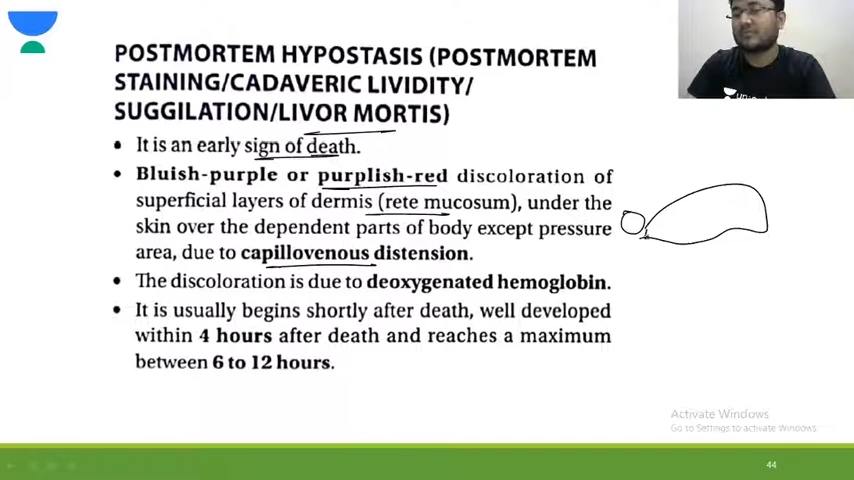 POSTMORTEM HYPOSTASIS (POSTMORTEM
STAINING/CADAVERIC LIVIDITY/
SUGGILATION/LIVOR MORTIS)
• It is an early sign of death.
• Bluish-purple or purplish-red discoloration of
superficial layers of dermis (rete mucosum), under the
skin over the dependent parts of body except pressure
area, due to capillovenous distension.
• The discoloration is due to deoxygenated hemoglobin.
• It is usually begins shortly after death, well developed
within 4 hours after death and reaches a maximum
between 6 to 12 hours.
Activate Windows
Go to Settings to activate Windows.
44